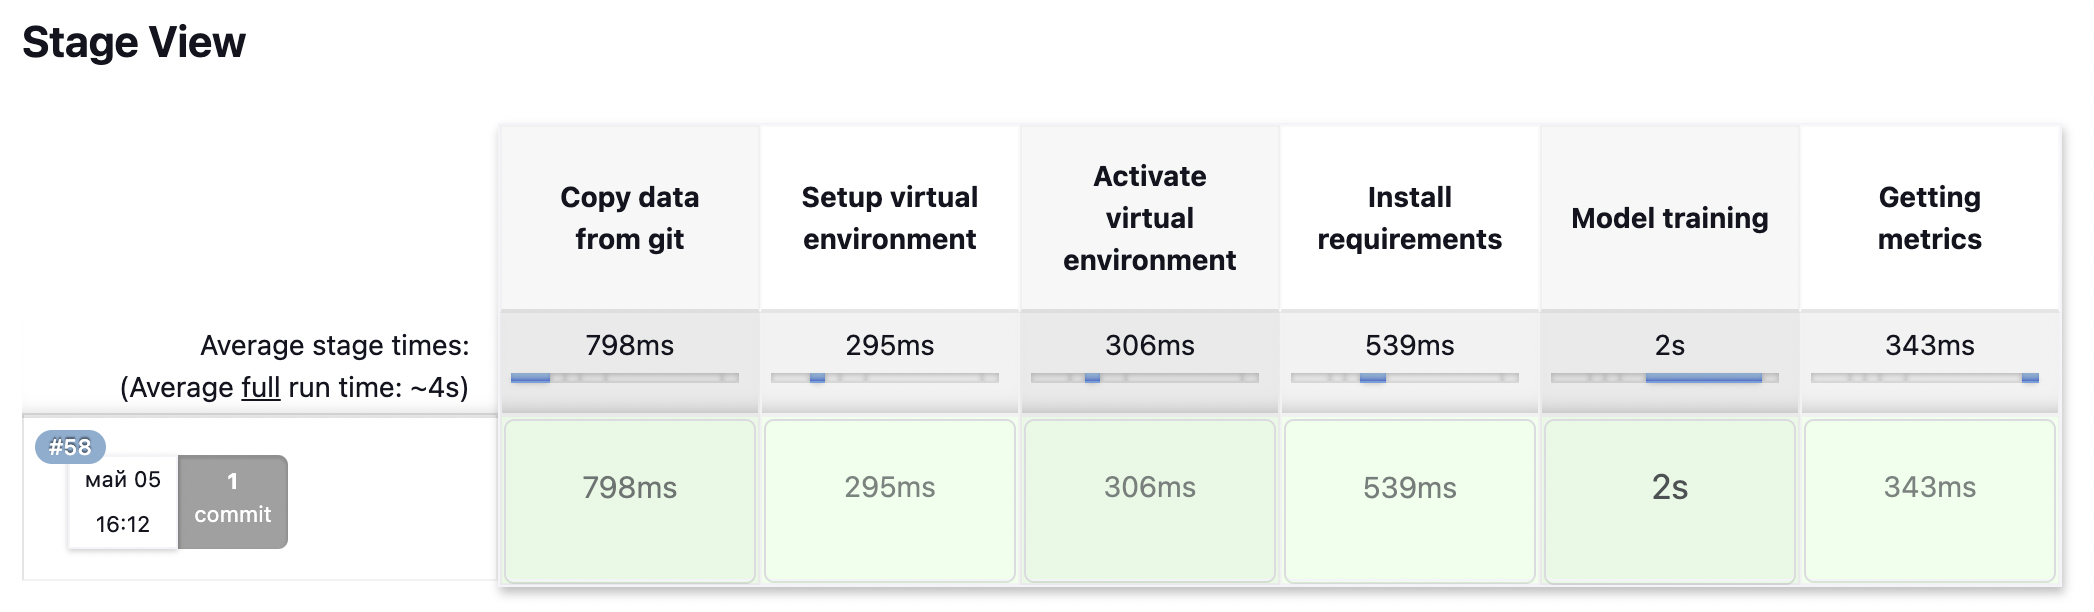 Stage View
Copy data
from git
Setup virtual
environment
Activate
virtual
environment
Install
requirements
Model training
Getting
metrics
Average stage times:
(Average full run time: ~4s)
798ms
295ms
306ms
539ms
2s
343ms
#58
май 05
16:12
1
commit
798ms
295ms
306ms
539ms
2s
343ms